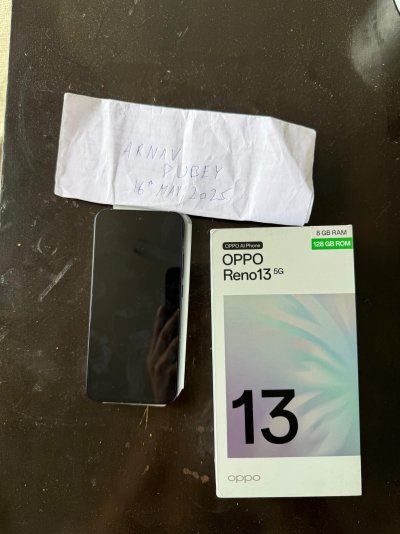 ARNAV
DUBEY
16th MAY, 2025
8 GB RAM
128 GB ROM
OPPO AI Phone
OPPO
Reno13 5G
13
oppo